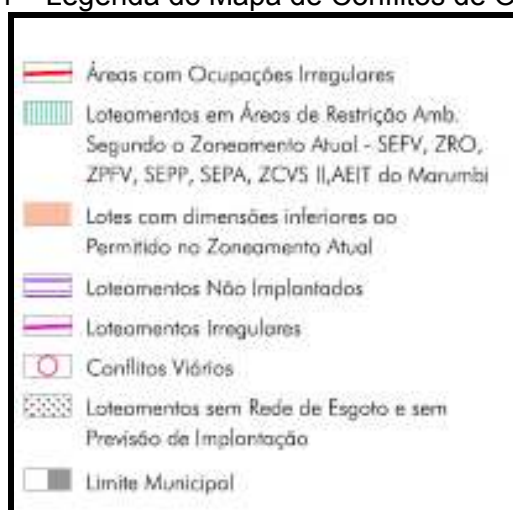 Legenda do Mapa de Conflitos de
Áreas com Ocupações Irregulares
Loteamentos em Áreas de Restrição Amb.
Segundo o Zoneamento Atual - SEFV, ZRO,
ZPFV, SEPP, SEPA, ZCVS II,AEIT do Marumbi
Lotes com dimensões inferiores ao
Permitido no Zoneamento Atual
Loteamentos Não Implantados
Loteamentos Irregulares
Conflitos Viários
Loteamentos sem Rede de Esgoto e sem
Previsão de Implantação
Limite Municipal